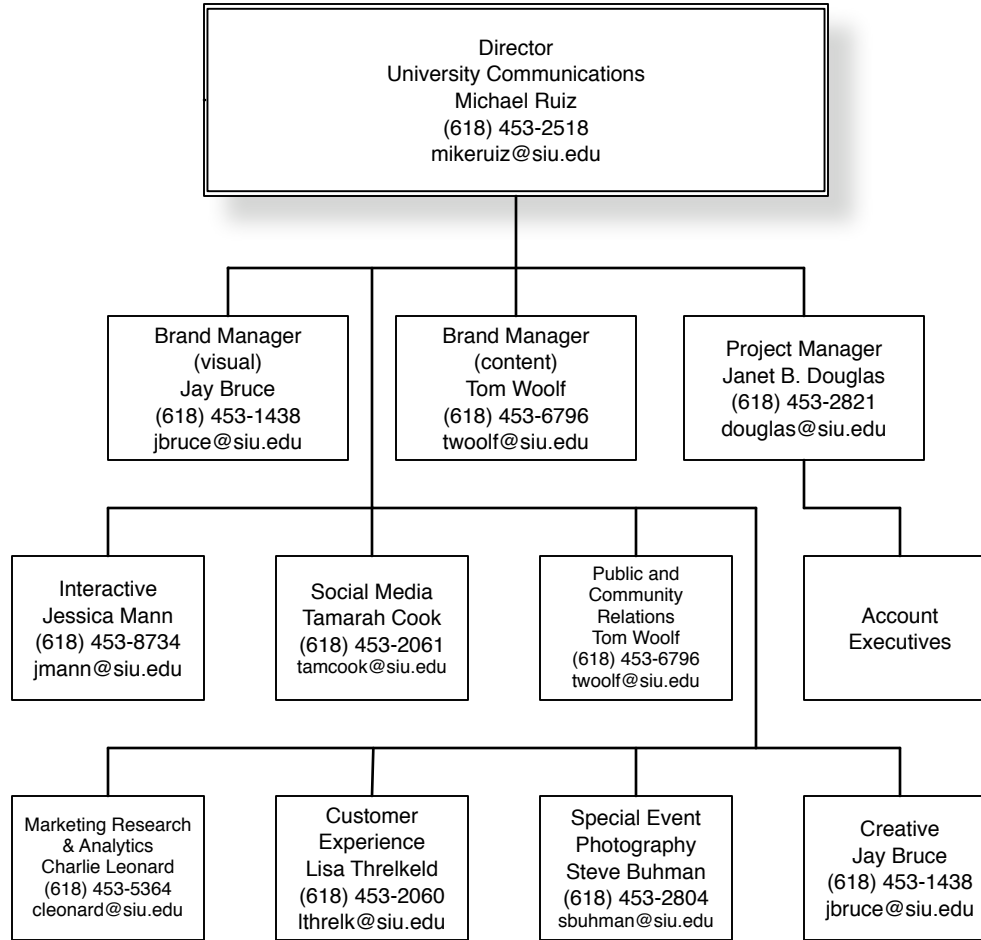 Director
University Communications
Michael Ruiz
(618) 453-2518
mikeruiz@siu.edu
Brand Manager
(visual)
Jay Bruce
(618) 453-1438
jbruce@siu.edu
Brand Manager
(content)
Tom Woolf
(618) 453-6796
twoolf@siu.edu
Project Manager
Janet B. Douglas
(618) 453-2821
douglas@siu.edu
Interactive
Jessica Mann
(618) 453-8734
jmann@siu.edu
Social Media
Tamarah Cook
(618) 453-2061
tamcook@siu.edu
Public and
Community
Relations
Tom Woolf
(618) 453-6796
twoolf@siu.edu
Account
Executives
Marketing Research
& Analytics
Charlie Leonard
(618) 453-5364
cleonard@siu.edu
Customer
Experience
Lisa Threlkeld
(618) 453-2060
lthrelk@siu.edu
Special Event
Photography
Steve Buhman
(618) 453-2804
sbuhman@siu.edu
Creative
Jay Bruce
(618) 453-1438
jbruce@siu.edu